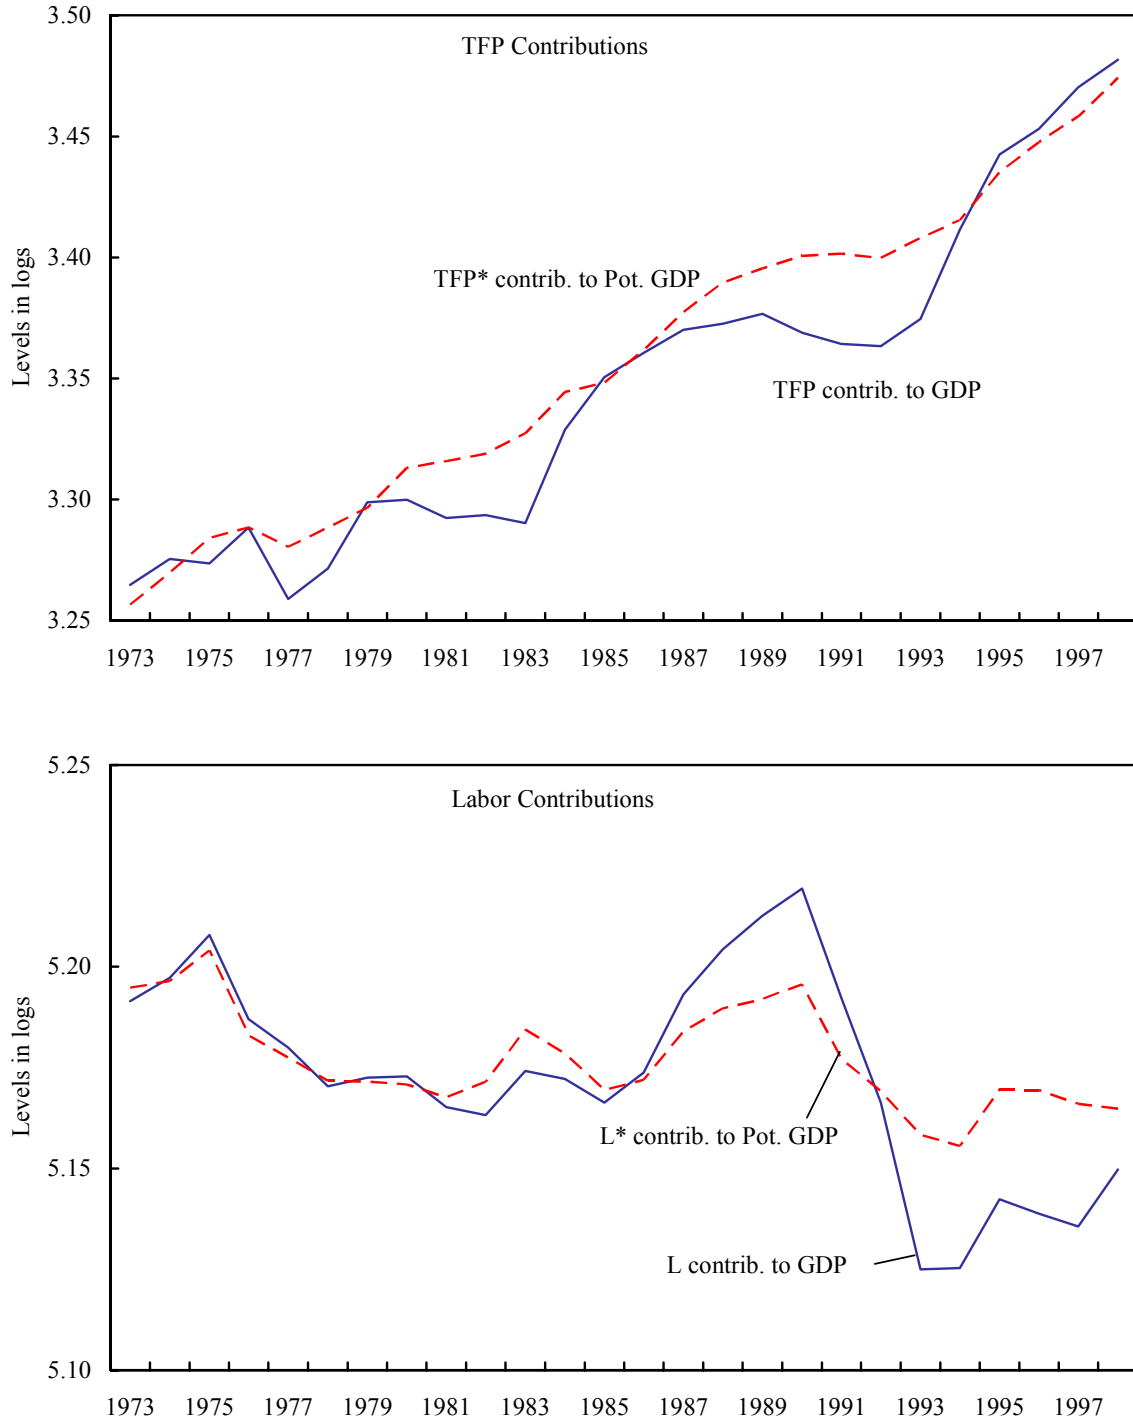 TFP Contributions
3.50
3.45
3.40
3.35
3.30
3.25
Levels in logs
TFP* contrib. to Pot. GDP
TFP contrib. to GDP
1973 1975 1977 1979 1981 1983 1985 1987 1989 1991 1993 1995 1997
Labor Contributions
5.25
5.20
5.15
5.10
Levels in logs
L* contrib. to Pot. GDP
L contrib. to GDP
1973 1975 1977 1979 1981 1983 1985 1987 1989 1991 1993 1995 1997